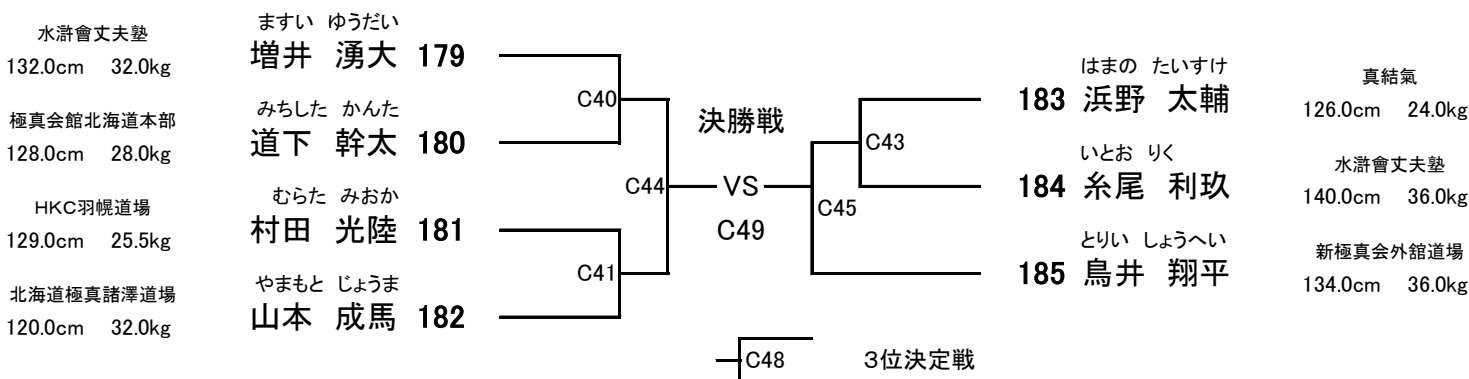 水滸會丈夫塾
132.0cm 32.0kg
ますい ゆうだい
増井 湧大 179
極真会館北海道本部
128.0cm 28.0kg
みちした かんた
道下 幹太 180
HKC羽幌道場
129.0cm 25.5kg
むらた みおか
村田 光陸 181
北海道極真諸澤道場
120.0cm 32.0kg
やまもと じょうま
山本 成馬 182
C40
C41
C44
決勝戦
VS
C49
C45
C43
はまの たいすけ
183 浜野 太輔
真結氣
126.0cm 24.0kg
いとお りく
184 糸尾 利玖
水滸會丈夫塾
140.0cm 36.0kg
とりい しょうへい
185 鳥井 翔平
新極真会外舘道場
134.0cm 36.0kg
C48 3位決定戦